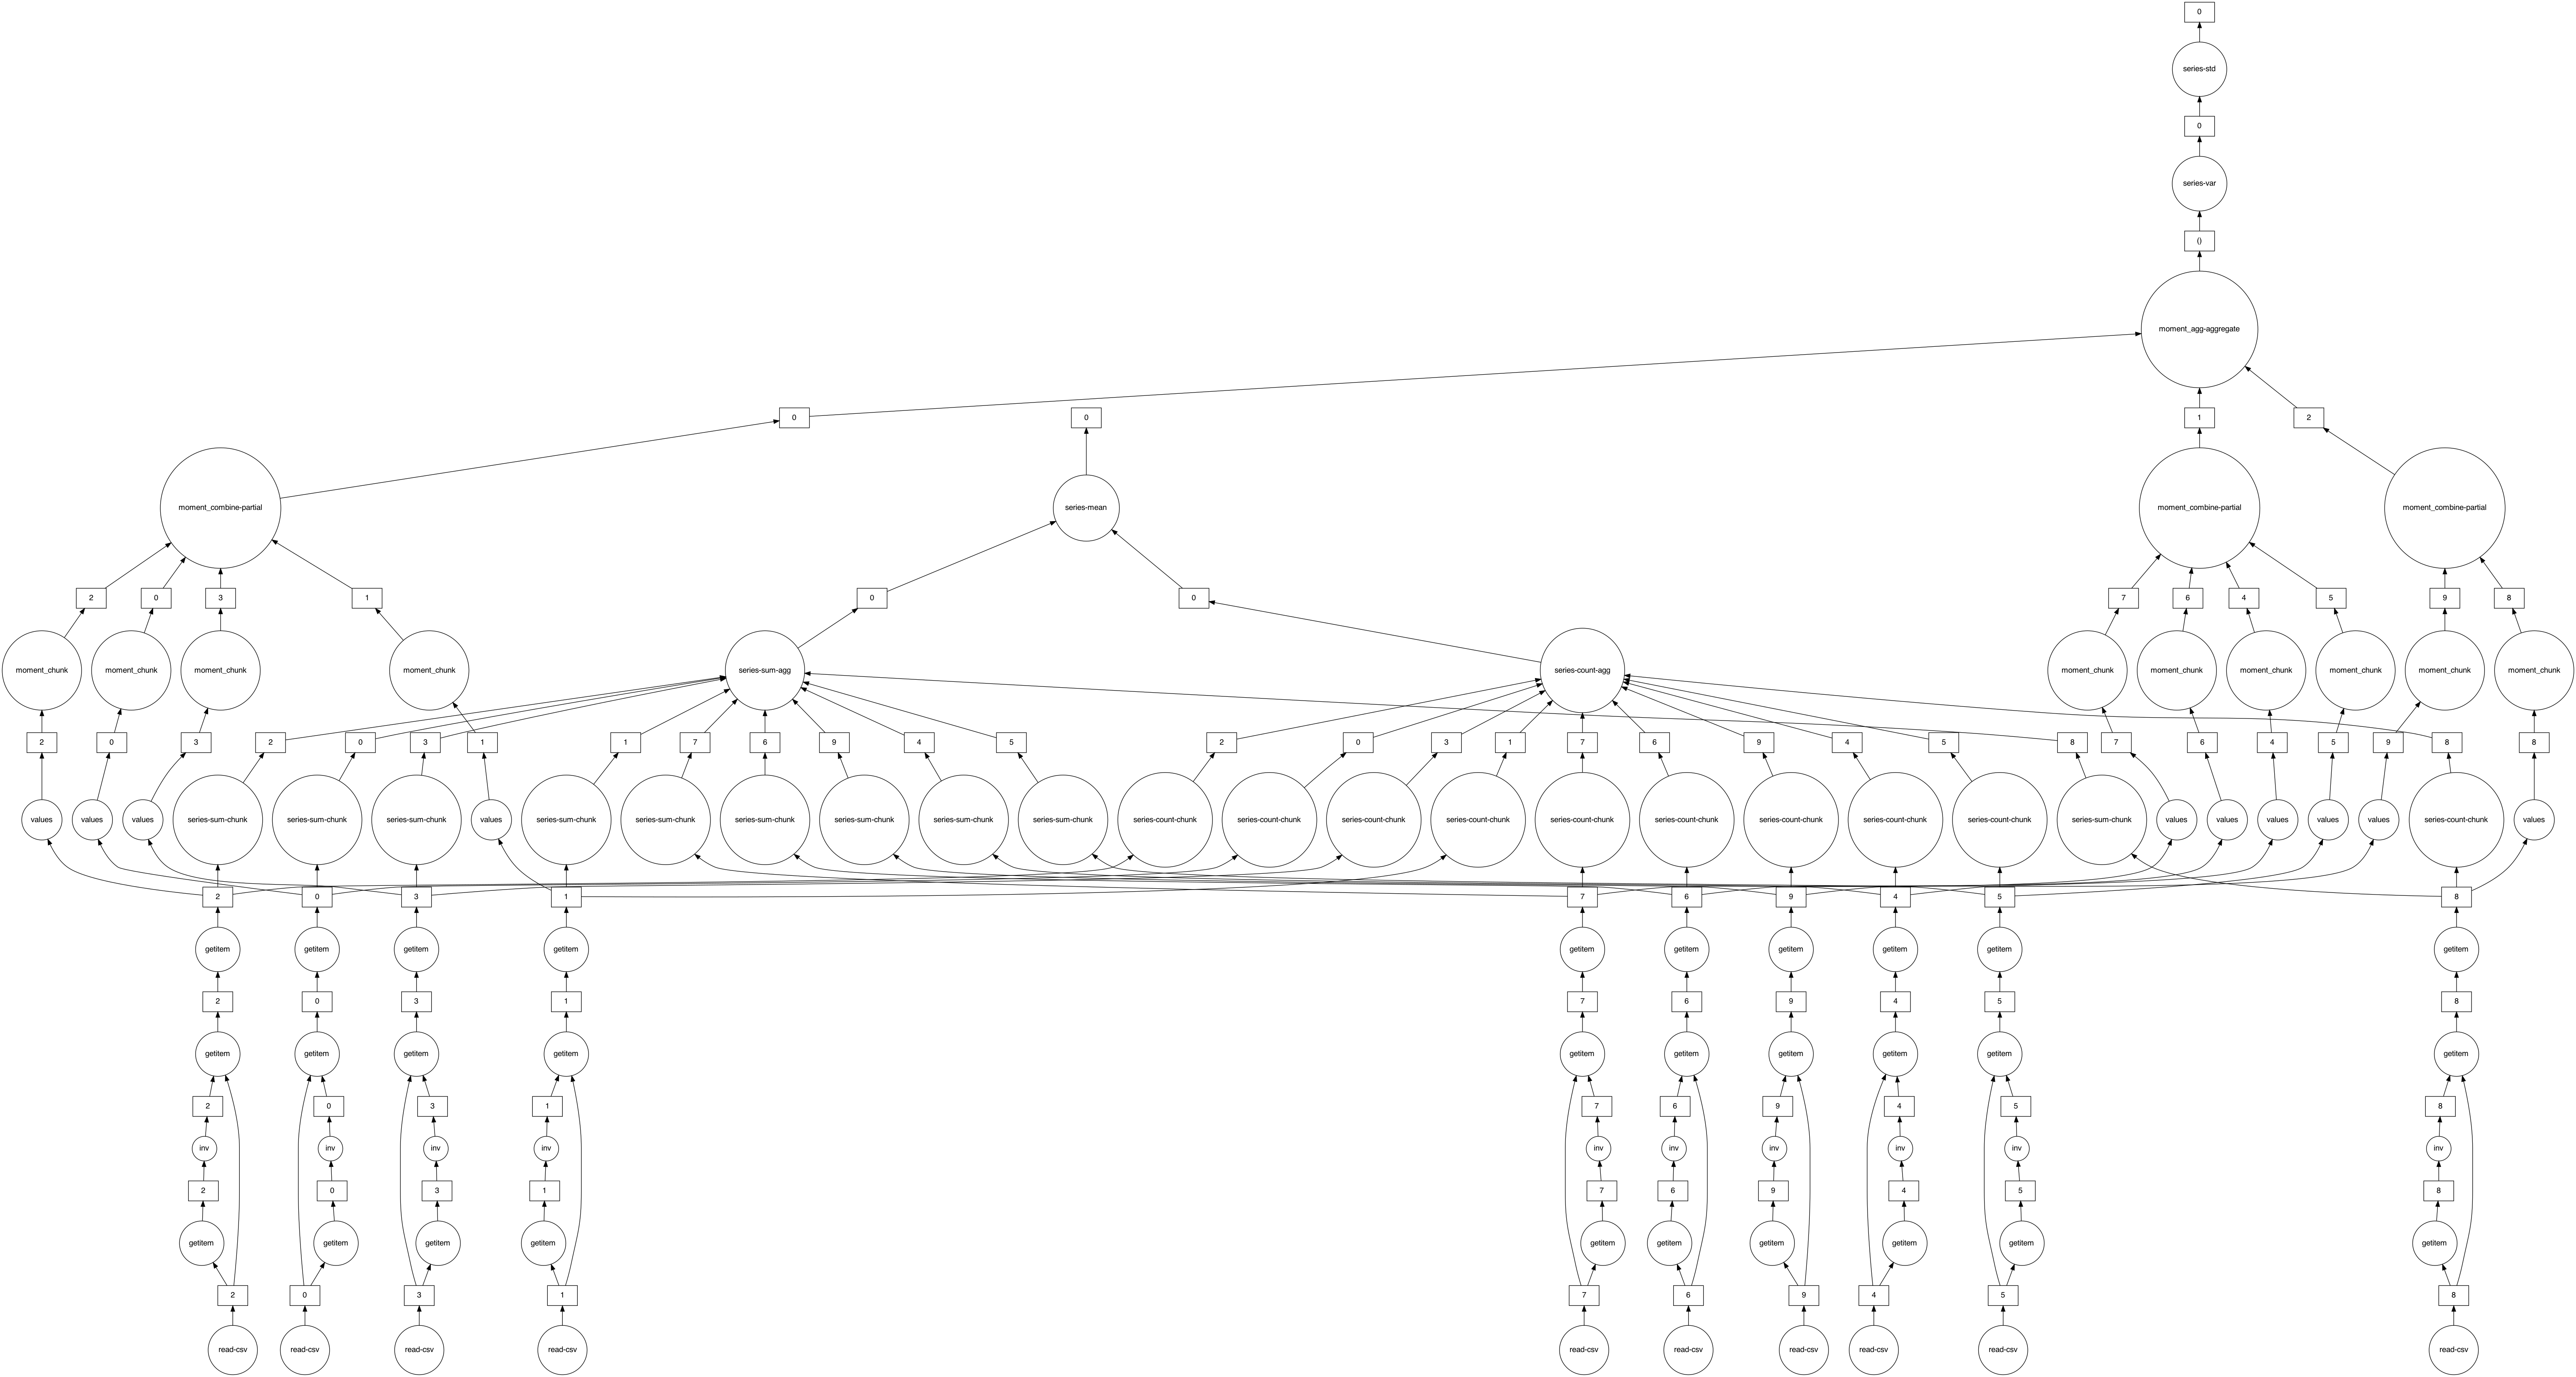 0
series-std
0
series-var
()
moment_agg-aggregate
0 0 1 2
moment_combine-partial series-mean moment_combine-partial moment_combine-partial
2 0 3 1 0 0 7 6 4 5 9 8
moment_chunk moment_chunk moment_chunk moment_chunk series-sum-agg series-count-agg moment_chunk moment_chunk moment_chunk moment_chunk moment_chunk moment_chunk
2 0 3 2 0 3 1 1 7 6 9 4 5 2 0 3 1 7 6 9 4 5 8 7 6 4 5 9 8 8
values values values series-sum-chunk series-sum-chunk series-sum-chunk values series-sum-chunk series-sum-chunk series-sum-chunk series-sum-chunk series-sum-chunk series-sum-chunk series-count-chunk series-count-chunk series-count-chunk series-count-chunk series-count-chunk series-count-chunk series-count-chunk series-count-chunk series-count-chunk series-sum-chunk values values values values values series-count-chunk values
2 0 3 1 7 6 9 4 5 8
getitem getitem getitem getitem getitem getitem getitem getitem getitem getitem
2 0 3 1 7 6 9 4 5 8
getitem getitem getitem getitem getitem getitem getitem getitem getitem getitem
2 0 3 1 7 6 9 4 5 8
inv inv inv inv inv inv inv inv inv inv
2 0 3 1 7 6 9 4 5 8
getitem getitem getitem getitem getitem getitem getitem getitem getitem getitem
2 0 3 1 7 6 9 4 5 8
read-csv read-csv read-csv read-csv read-csv read-csv read-csv read-csv read-csv read-csv